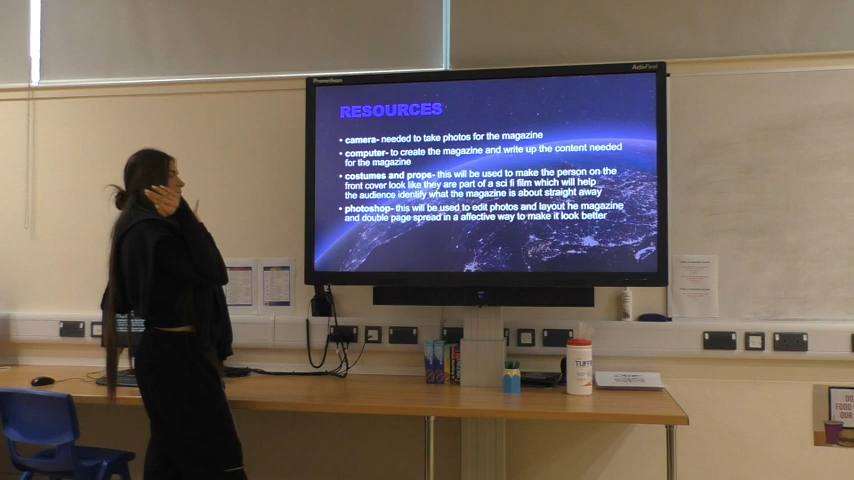 Promethean
ActivPanel
RESOURCES
• camera- needed to take photos for the magazine
• computer- to create the magazine and write up the content needed
for the magazine
• costumes and props- this will be used to make the person on the
front cover look like they are part of a sci fi film which will help
the audience identify what the magazine is about straight away
• photoshop- this will be used to edit photos and layout he magazine
and double page spread in a affective way to make it look better
TUFF
FOOD
OUR